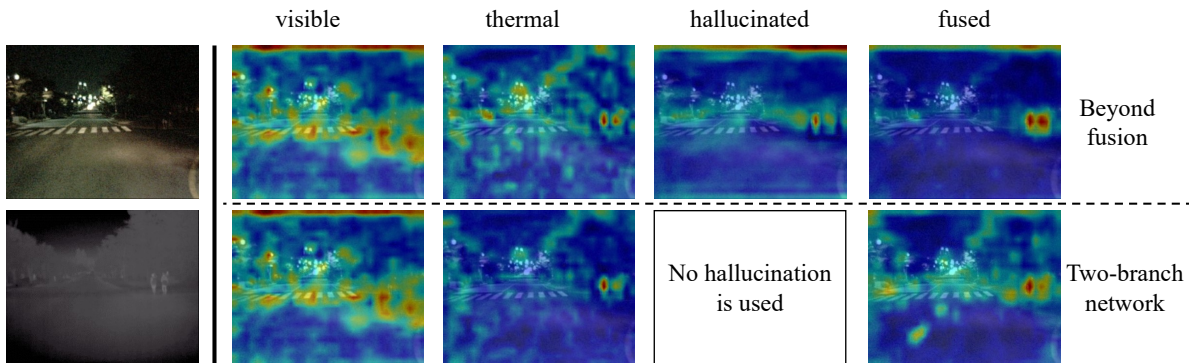 visible
thermal
hallucinated
fused
Beyond
fusion
No hallucination
is used
Two-branch
network